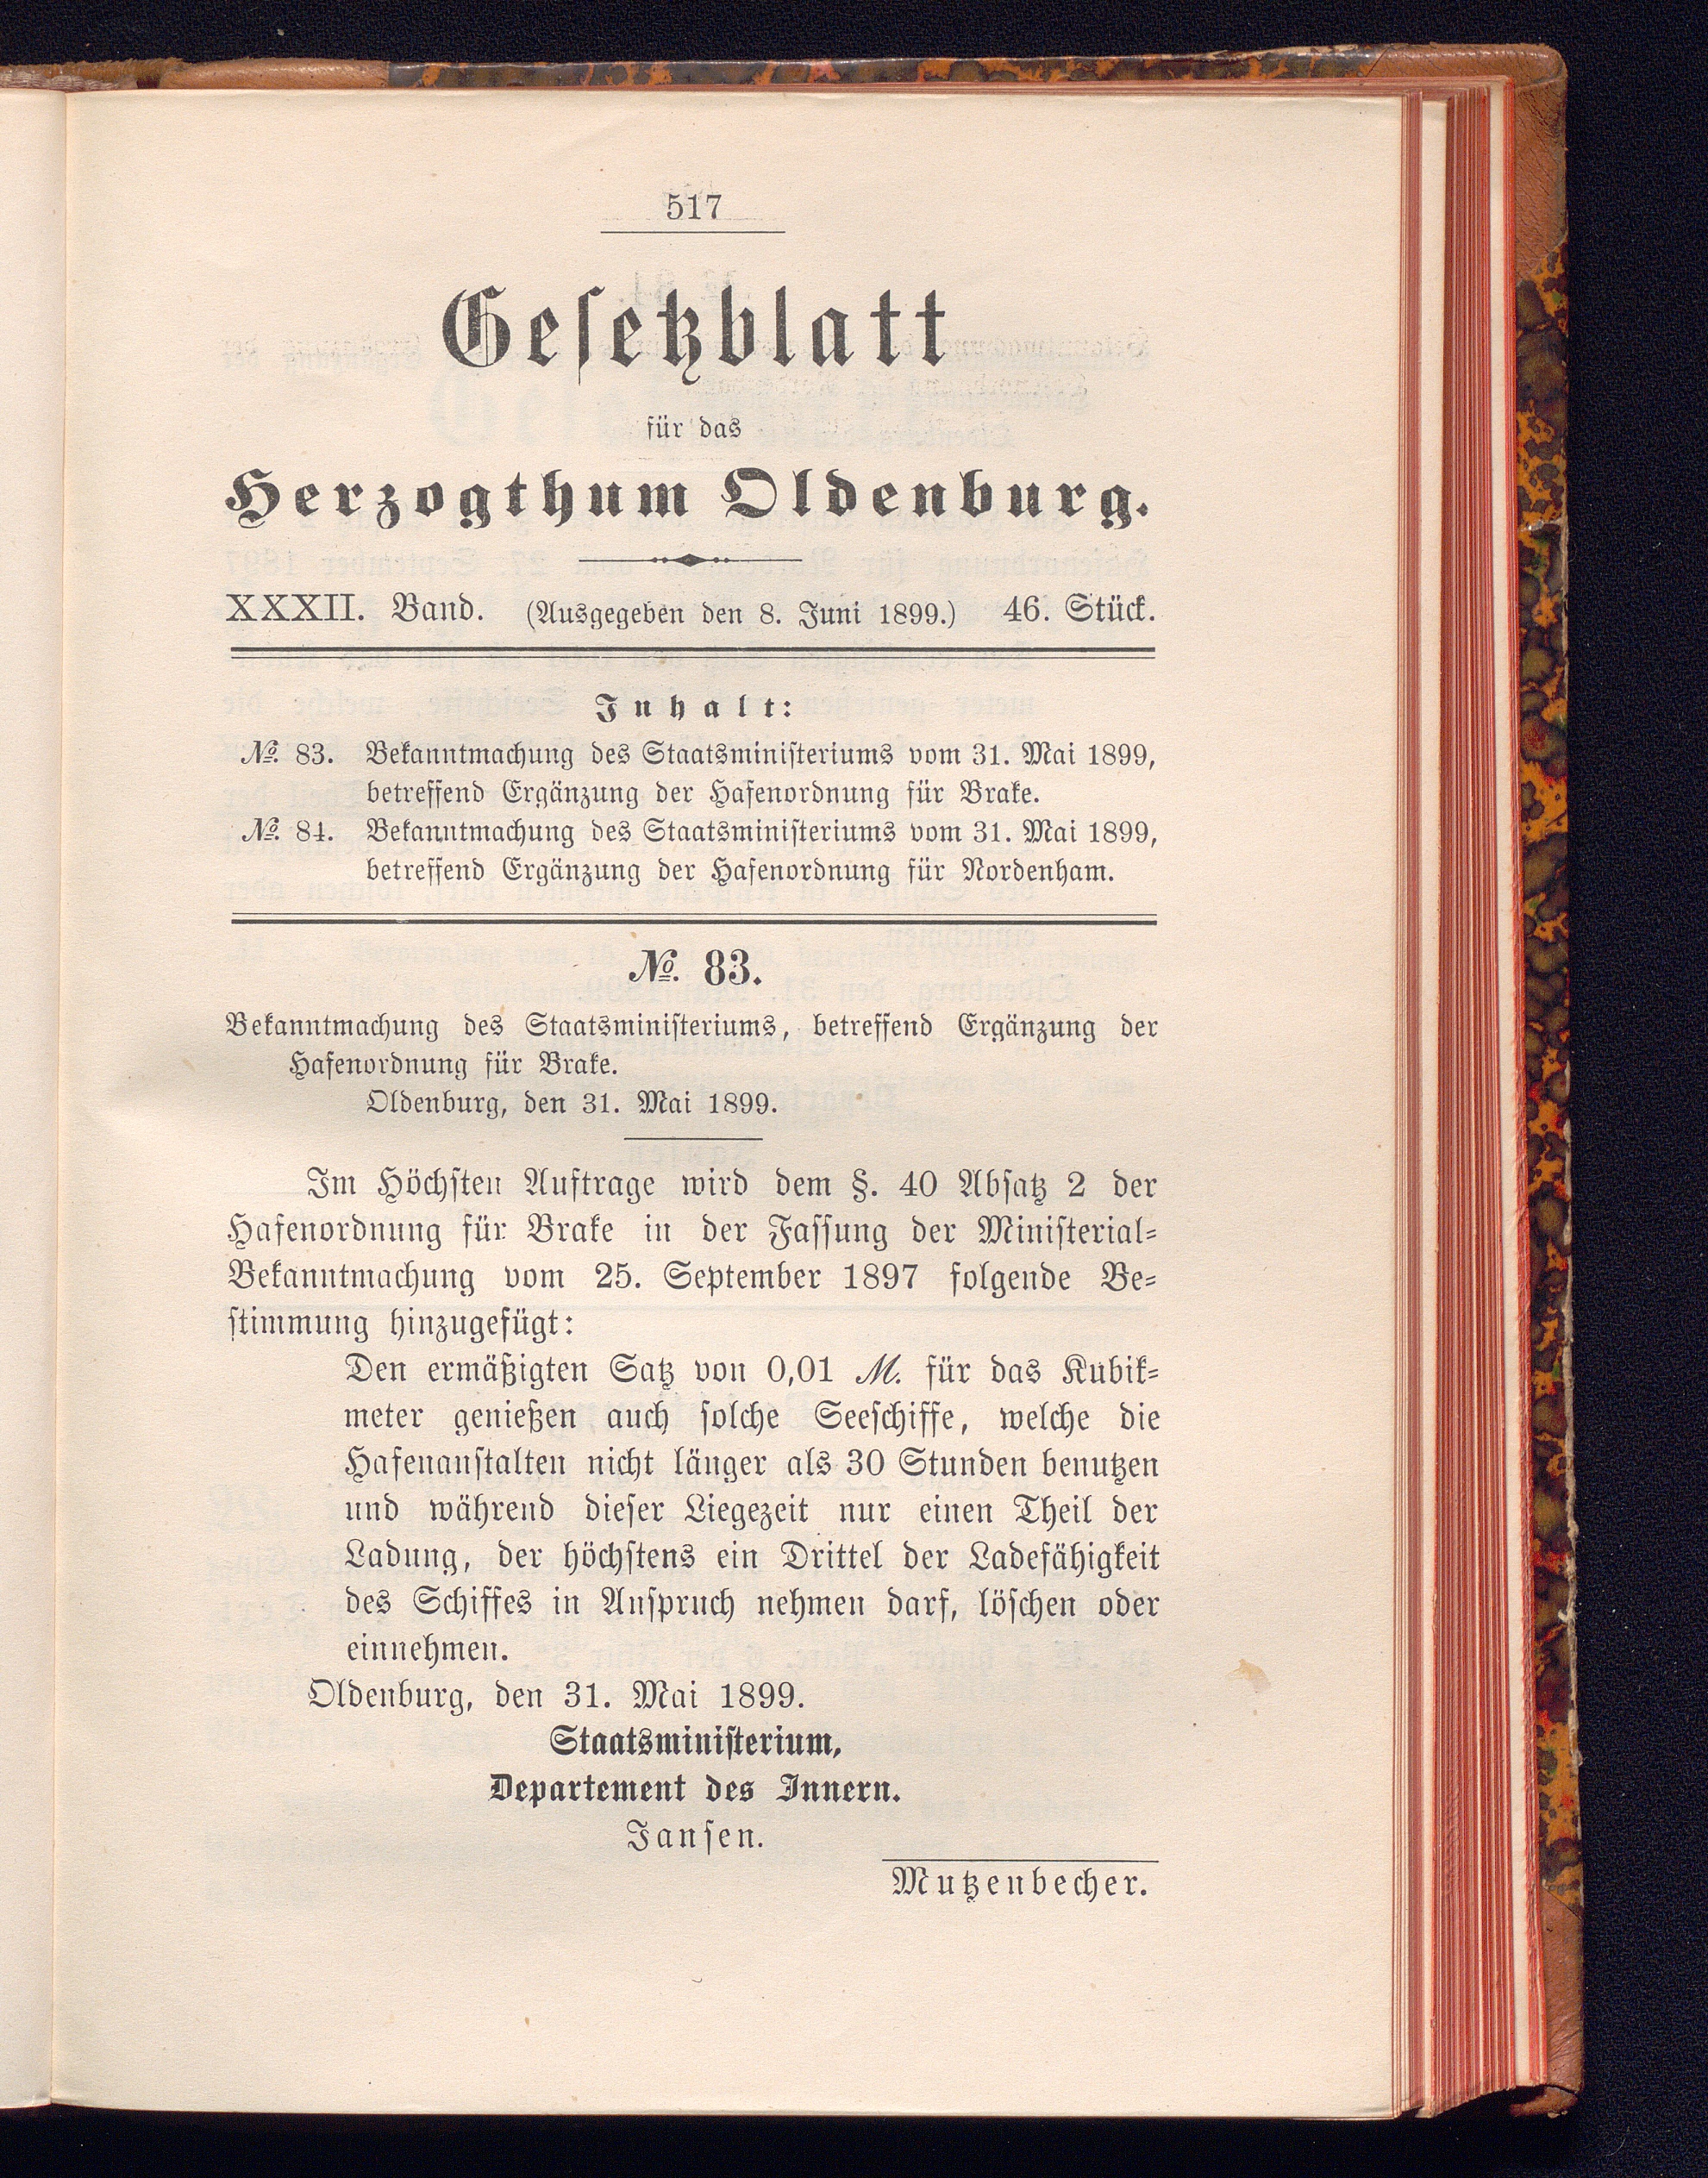 517
Gesetzblatt
für das
Herzogthum Oldenburg.
XXXII. Band. (Ausgegeben den 8. Juni 1899.) 46. Stück.
Inhalt:
№. 83. Bekanntmachung des Staatsministeriums vom 31. Mai 1899,
betreffend Ergänzung der Hafenordnung für Brake.
№. 84. Bekanntmachung des Staatsministeriums vom 31. Mai 1899,
betreffend Ergänzung der Hafenordnung für Nordenham.
№. 83.
Bekanntmachung des Staatsministeriums, betreffend Ergänzung der
Hafenordnung für Brake.
Oldenburg, den 31. Mai 1899.
Im Höchsten Auftrage wird dem §. 40 Absatz 2 der
Hafenordnung für Brake in der Fassung der Ministerial-
Bekanntmachung vom 25. September 1897 folgende Be-
stimmung hinzugefügt:
Den ermäßigten Satz von 0,01 M. für das Kubik-
meter genießen auch solche Seeschiffe, welche die
Hafenanstalten nicht länger als 30 Stunden benutzen
und während dieser Liegezeit nur einen Theil der
Ladung, der höchstens ein Drittel der Ladefähigkeit
des Schiffes in Anspruch nehmen darf, löschen oder
einnehmen.
Oldenburg, den 31. Mai 1899.
Staatsministerium,
Departement des Innern.
Jansen.
Mutzenbecher.